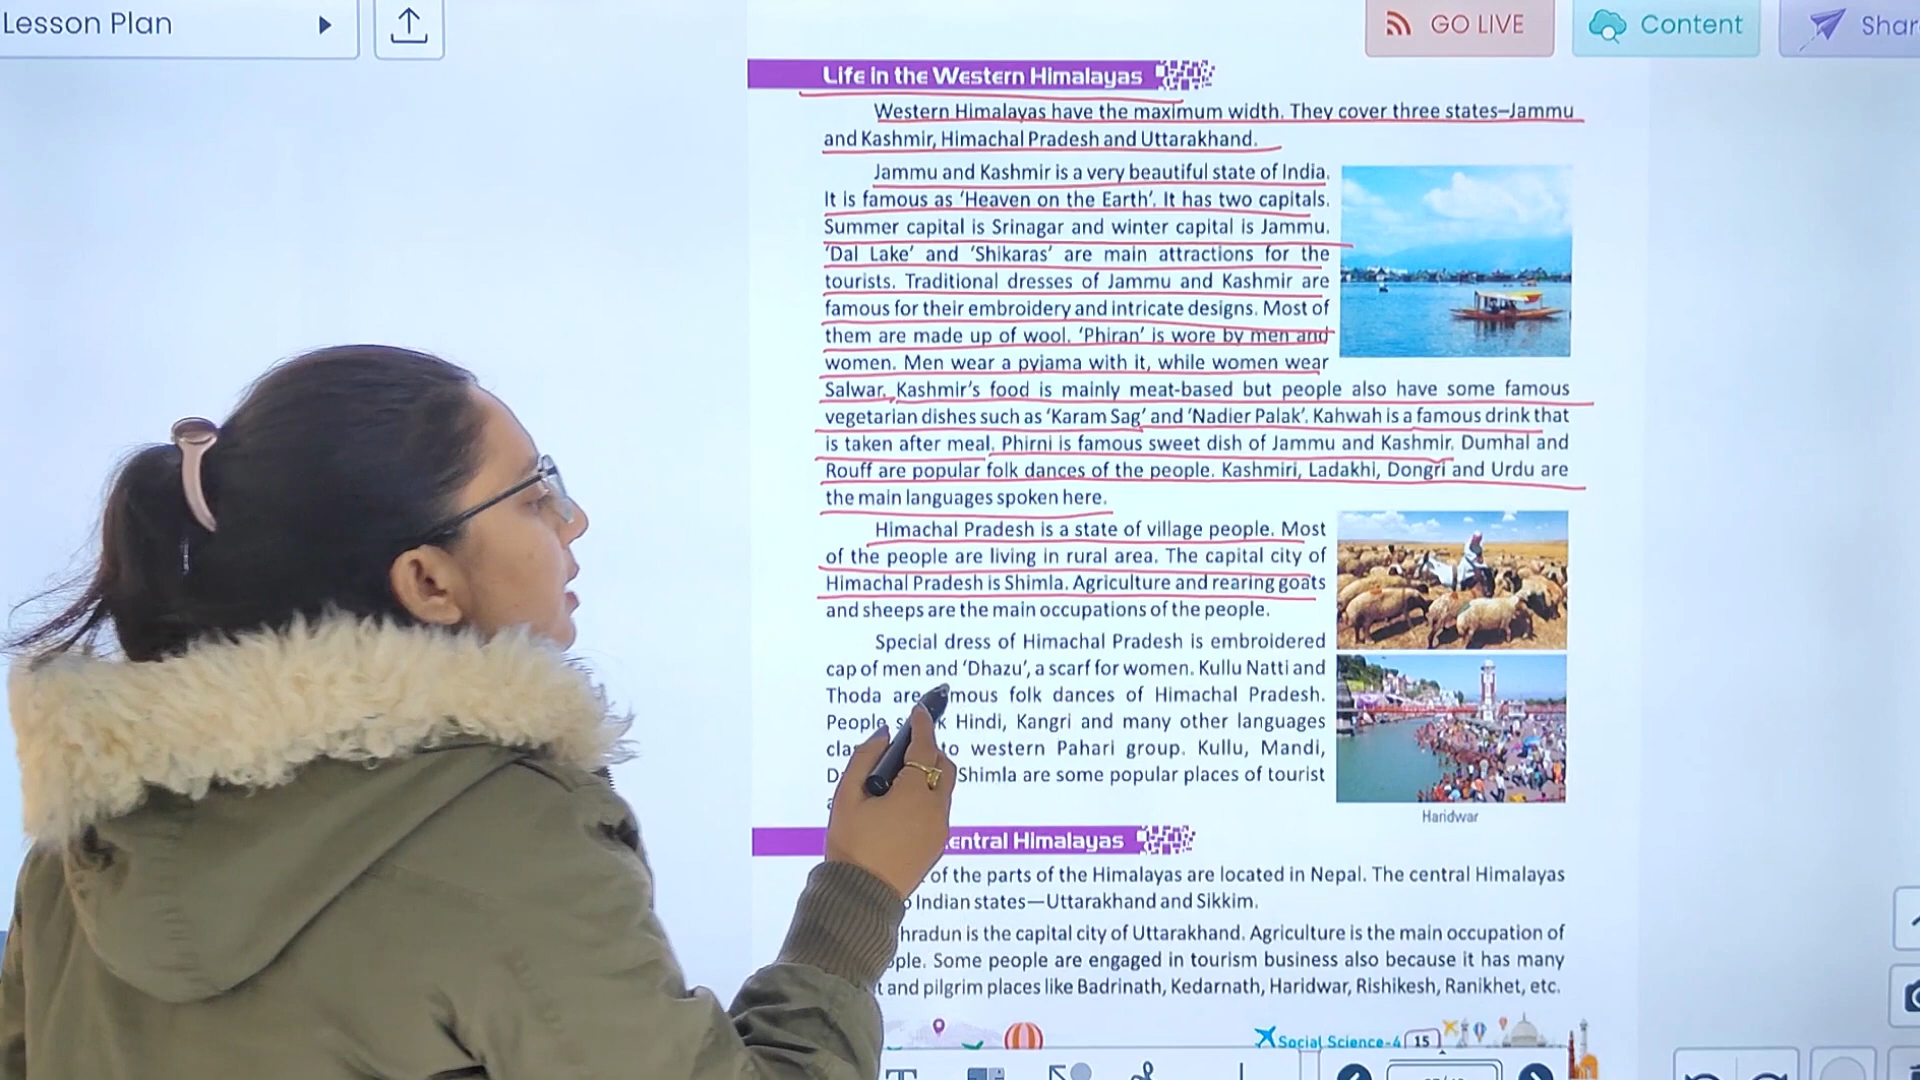 Lesson Plan
GO LIVE
Content
Life in the Western Himalayas
Western Himalayas have the maximum width. They cover three states–Jammu
and Kashmir, Himachal Pradesh and Uttarakhand.
Jammu and Kashmir is a very beautiful state of India.
It is famous as ‘Heaven on the Earth’. It has two capitals.
Summer capital is Srinagar and winter capital is Jammu.
‘Dal Lake’ and ‘Shikaras’ are main attractions for the
tourists. Traditional dresses of Jammu and Kashmir are
famous for their embroidery and intricate designs. Most of
them are made up of wool. ‘Phiran’ is wore by men and
women. Men wear a pyjama with it, while women wear
Salwar. Kashmir’s food is mainly meat-based but people also have some famous
vegetarian dishes such as ‘Karam Sag’ and ‘Nadier Palak’. Kahwah is a famous drink that
is taken after meal. Phirni is famous sweet dish of Jammu and Kashmir. Dumhal and
Rouff are popular folk dances of the people. Kashmiri, Ladakhi, Dongri and Urdu are
the main languages spoken here.
Himachal Pradesh is a state of village people. Most
of the people are living in rural area. The capital city of
Himachal Pradesh is Shimla. Agriculture and rearing goats
and sheeps are the main occupations of the people.
Special dress of Himachal Pradesh is embroidered
cap of men and ‘Dhazu’, a scarf for women. Kullu Natti and
Thoda are folk dances of Himachal Pradesh.
People Hindi, Kangri and many other languages
to western Pahari group. Kullu, Mandi,
Shimla are some popular places of tourist
Haridwar
Himalayas
of the parts of the Himalayas are located in Nepal. The central Himalayas
Indian states—Uttarakhand and Sikkim.
is the capital city of Uttarakhand. Agriculture is the main occupation of
Some people are engaged in tourism business also because it has many
and pilgrim places like Badrinath, Kedarnath, Haridwar, Rishikesh, Ranikhet, etc.
Social Science-4 15